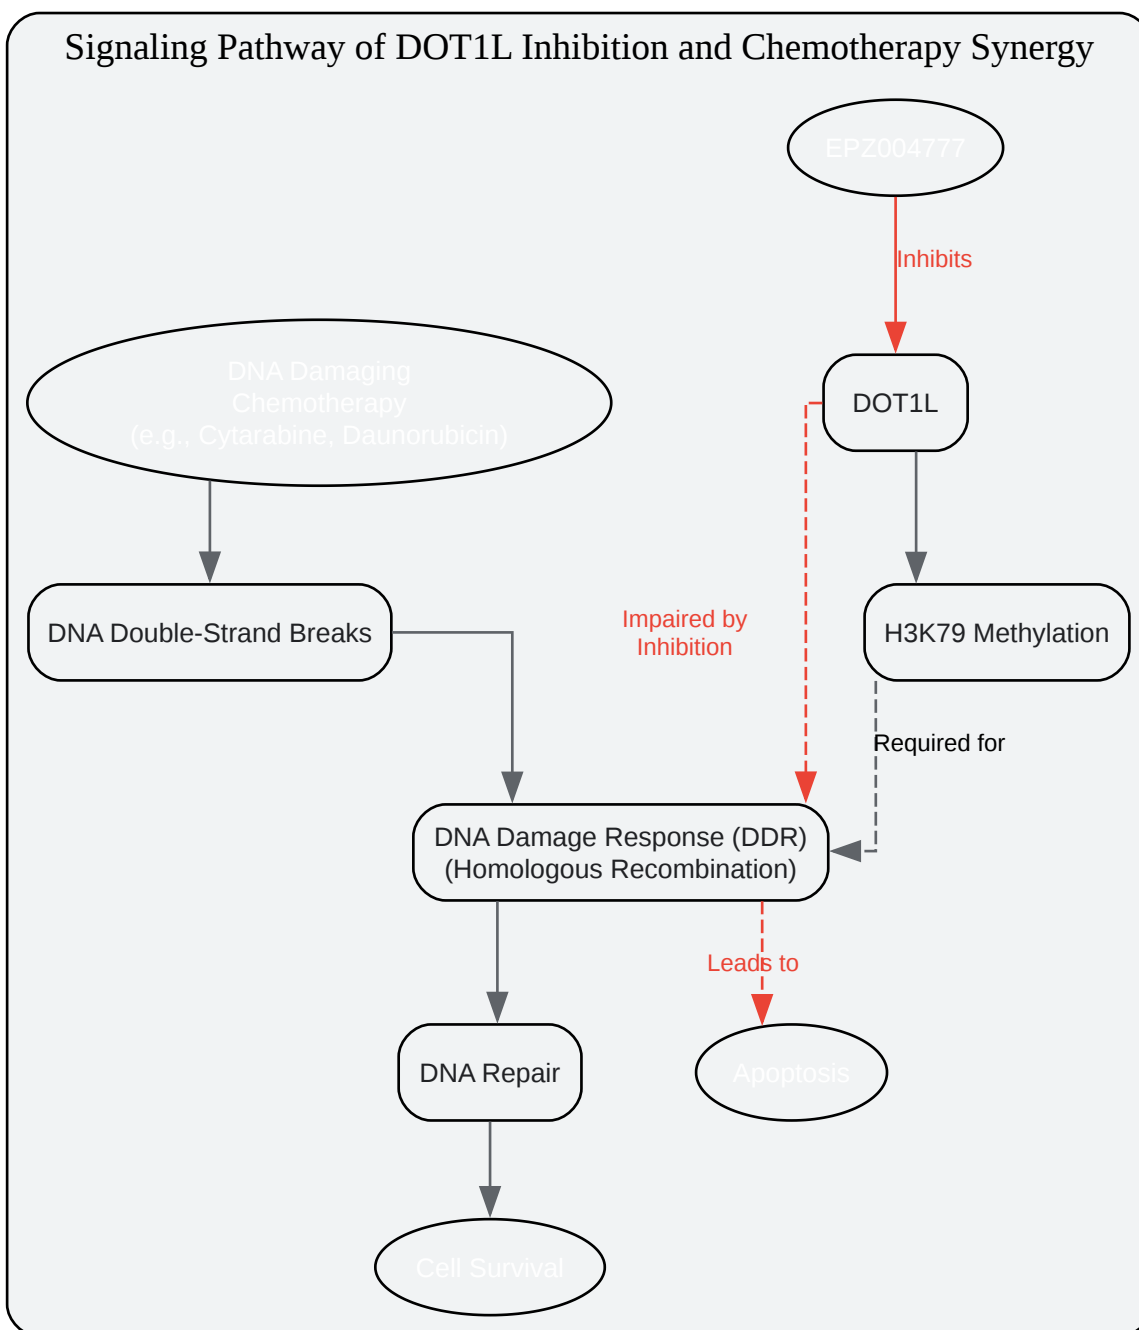 Signaling Pathway of DOT1L Inhibition and Chemotherapy Synergy
EPZ004777
Inhibits
DNA Damaging
Chemotherapy
(e.g., Cytarabine, Daunorubicin)
DOT1L
DNA Double-Strand Breaks
Impaired by
Inhibition
H3K79 Methylation
Required for
DNA Damage Response (DDR)
(Homologous Recombination)
Leads to
DNA Repair
Apoptosis
Cell Survival